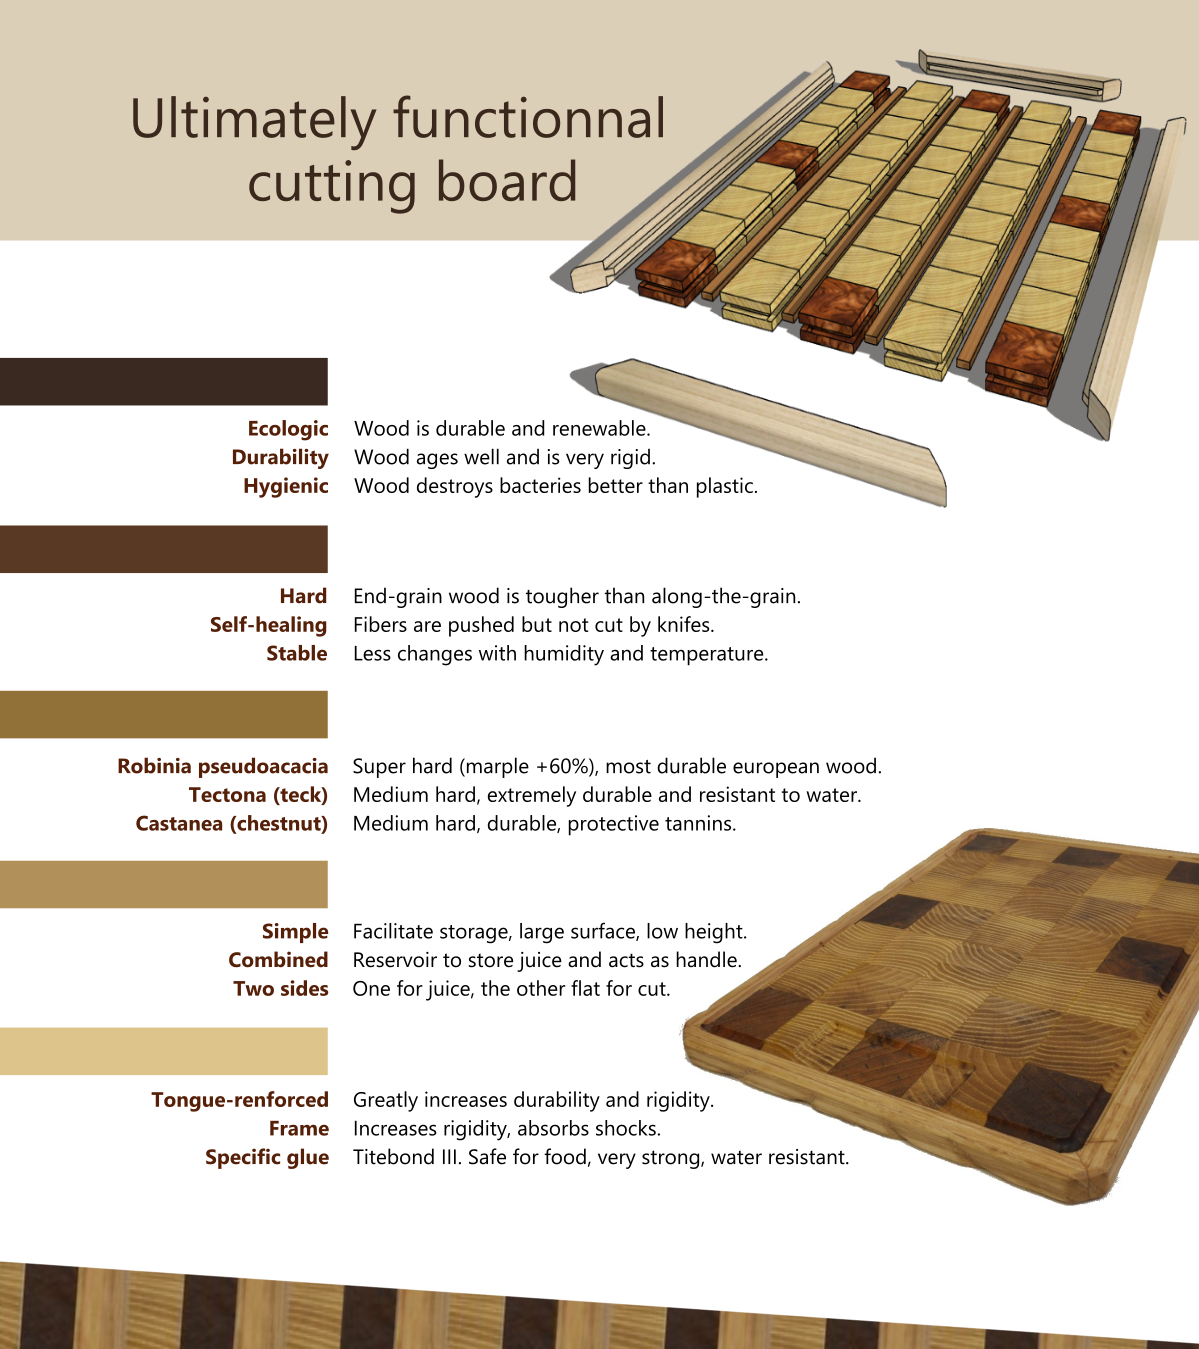 Ultimately functionnal
cutting board
Ecologic Wood is durable and renewable.
Durability Wood ages well and is very rigid.
Hygienic Wood destroys bacteries better than plastic.
Hard End-grain wood is tougher than along-the-grain.
Self-healing Fibers are pushed but not cut by knifes.
Stable Less changes with humidity and temperature.
Robinia pseudoacacia Super hard (marple +60%), most durable european wood.
Tectona (teck) Medium hard, extremely durable and resistant to water.
Castanea (chestnut) Medium hard, durable, protective tannins.
Simple Facilitate storage, large surface, low height.
Combined Reservoir to store juice and acts as handle.
Two sides One for juice, the other flat for cut.
Tongue-renforced Greatly increases durability and rigidity.
Frame Increases rigidity, absorbs shocks.
Specific glue Titebond III. Safe for food, very strong, water resistant.